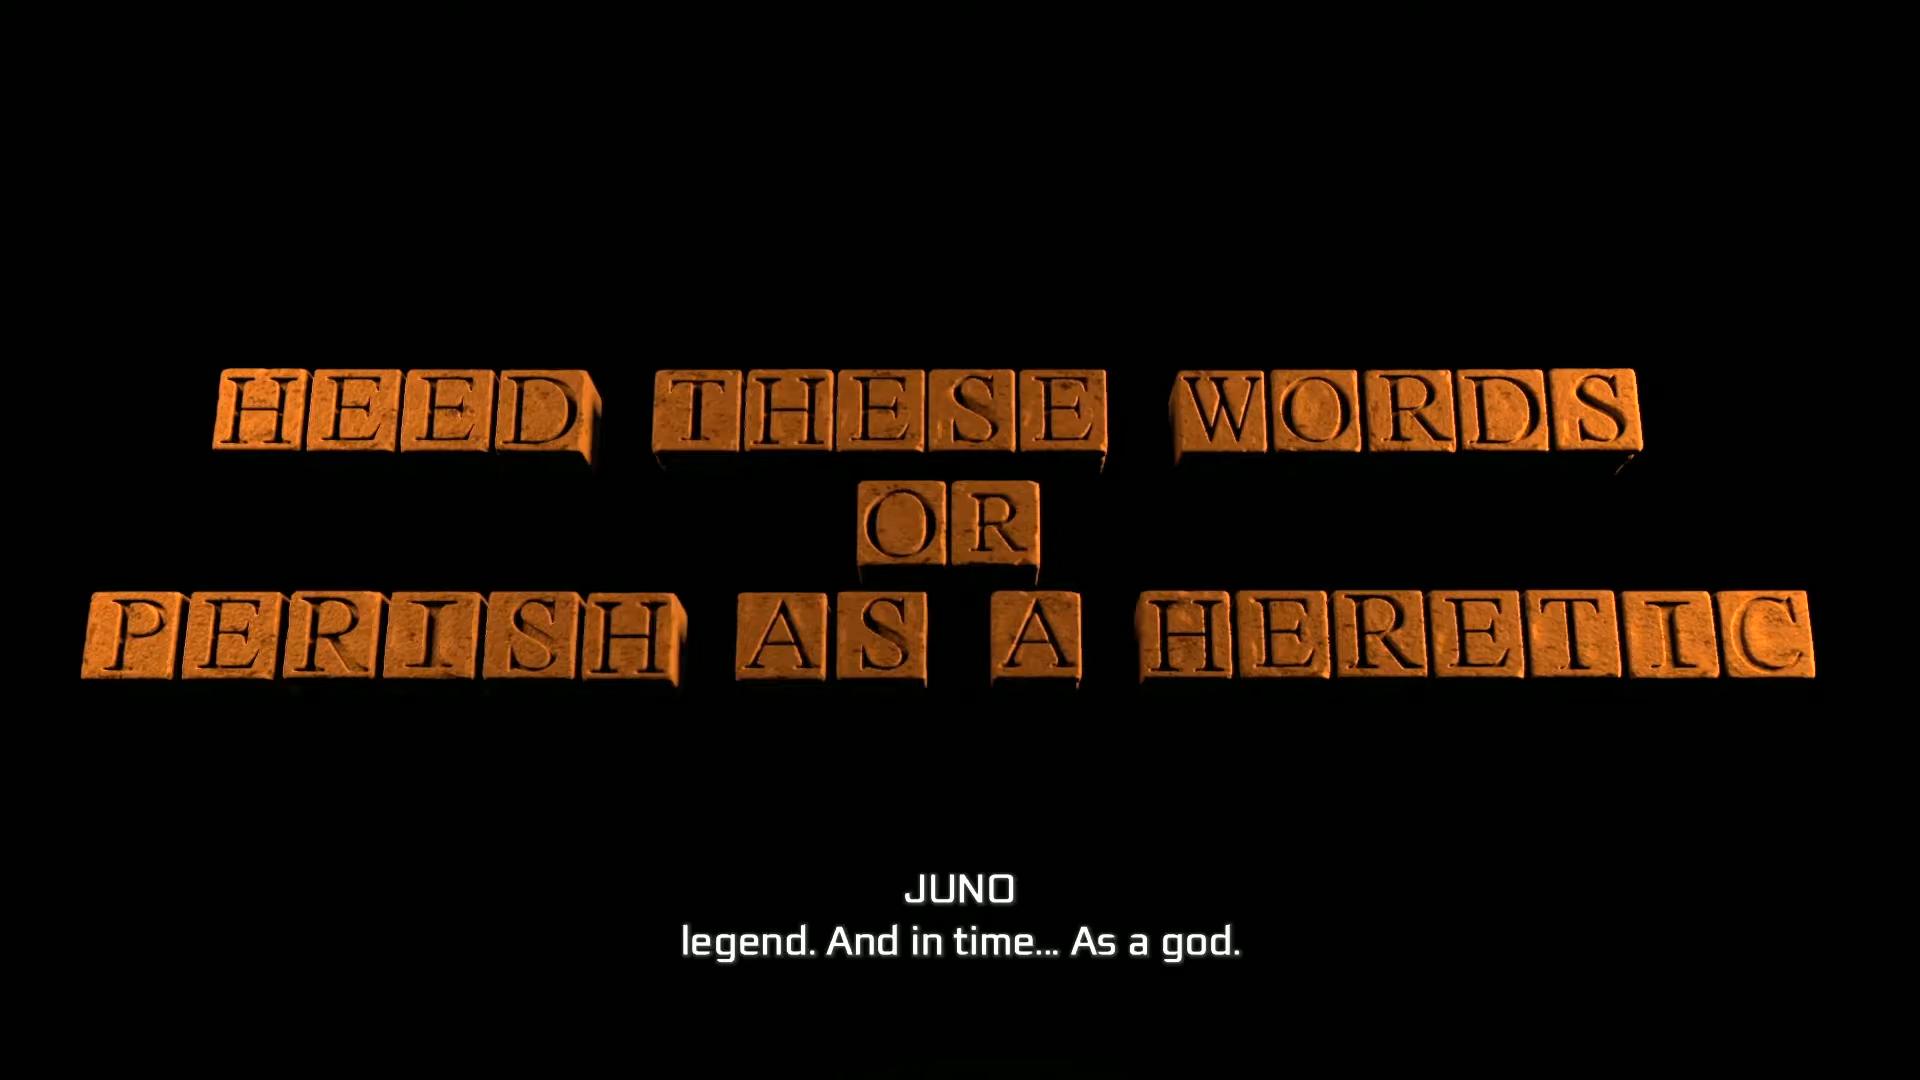 HEED THESE WORDS
OR
PERISH AS A HERETIC
JUNO
legend. And in time... As a god.